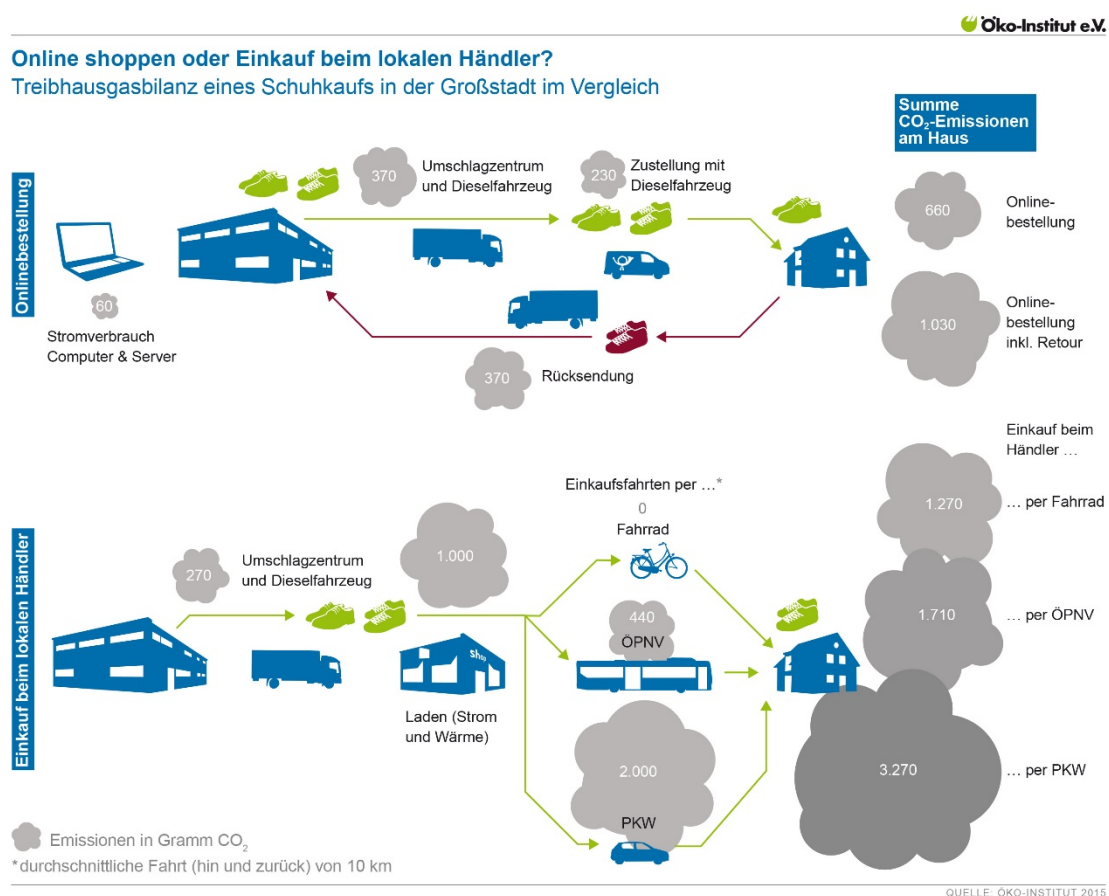 Öko-Institut e.V.
Online shoppen oder Einkauf beim lokalen Händler?
Treibhausgasbilanz eines Schuhkaufs in der Großstadt im Vergleich
Summe
CO₂-Emissionen
am Haus
Onlinebestellung
370
Umschlagzentrum
und Dieselfahrzeug
230
Zustellung mit
Dieselfahrzeug
660
Online-
bestellung
60
Stromverbrauch
Computer & Server
370
Rücksendung
1.030
Online-
bestellung
inkl. Retour
Einkauf beim
Händler ...
Einkauf beim lokalen Händler
270
Umschlagzentrum
und Dieselfahrzeug
1.000
shop
Laden (Strom
und Wärme)
Einkaufsfahrten per ...*
0
Fahrrad
440
ÖPNV
2.000
PKW
1.270
... per Fahrrad
1.710
... per ÖPNV
3.270
... per PKW
Emissionen in Gramm CO₂
*durchschnittliche Fahrt (hin und zurück) von 10 km
QUELLE: ÖKO-INSTITUT 2015